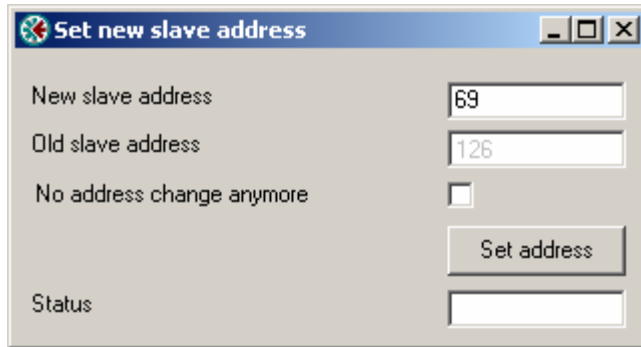 Set new slave address
New slave address 69
Old slave address 126
No address change anymore
Set address
Status